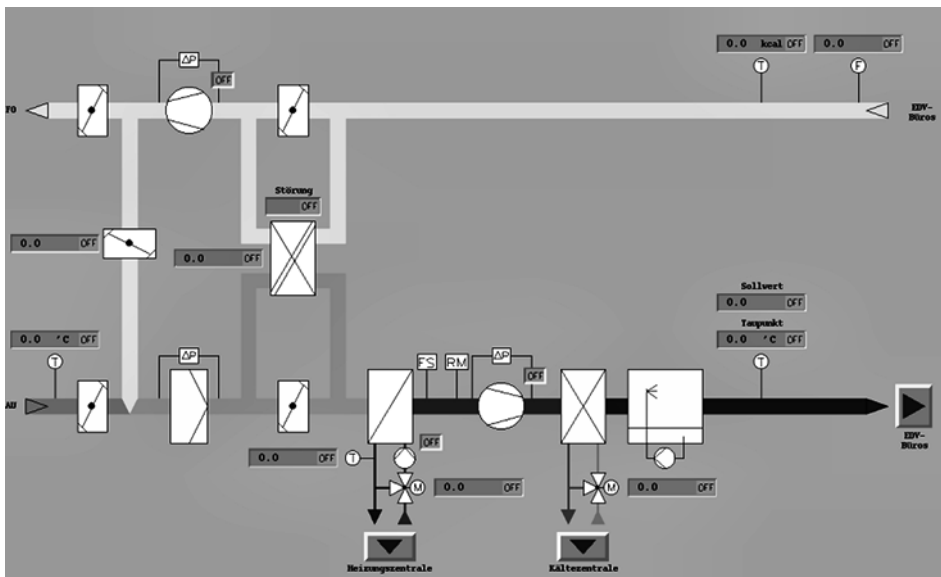 0.0 kcal OFF
0.0 OFF
ΔP
OFF
T
F
FO
EDV-
Büros
Störung
OFF
0.0 OFF
0.0 OFF
Sollwert
0.0 OFF
Taupunkt
0.0 °C OFF
0.0 °C OFF
T
ΔP
FS
RM
ΔP
OFF
T
AU
EDV-
Büros
OFF
0.0 OFF
T
M
0.0 OFF
M
0.0 OFF
Heizungszentrale
Kältezentrale